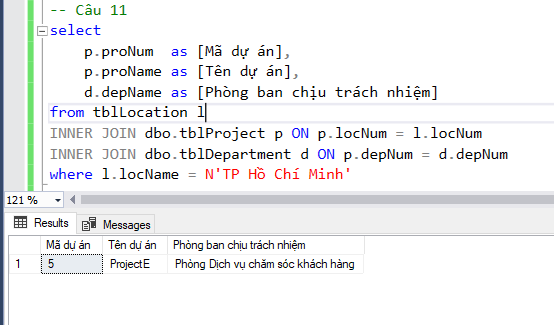 -- Câu 11
select
p.proNum as [Mã dự án],
p.proName as [Tên dự án],
d.depName as [Phòng ban chịu trách nhiệm]
from tblLocation l
INNER JOIN dbo.tblProject p ON p.locNum = l.locNum
INNER JOIN dbo.tblDepartment d ON p.depNum = d.depNum
where l.locName = N'TP Hồ Chí Minh'
121 %
Results Messages
Mã dự án Tên dự án Phòng ban chịu trách nhiệm
1 5 ProjectE Phòng Dịch vụ chăm sóc khách hàng